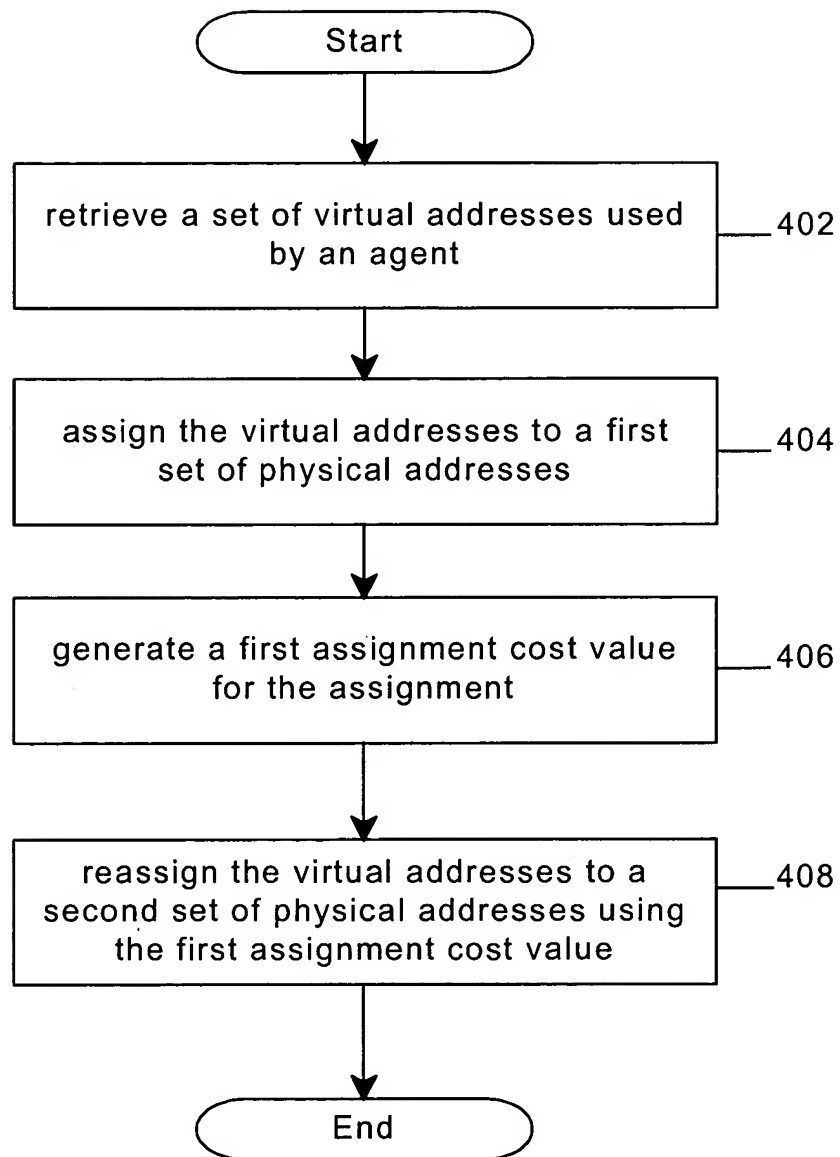 Start
retrieve a set of virtual addresses used
by an agent
402
assign the virtual addresses to a first
set of physical addresses
404
generate a first assignment cost value
for the assignment
406
reassign the virtual addresses to a
second set of physical addresses using
the first assignment cost value
408
End